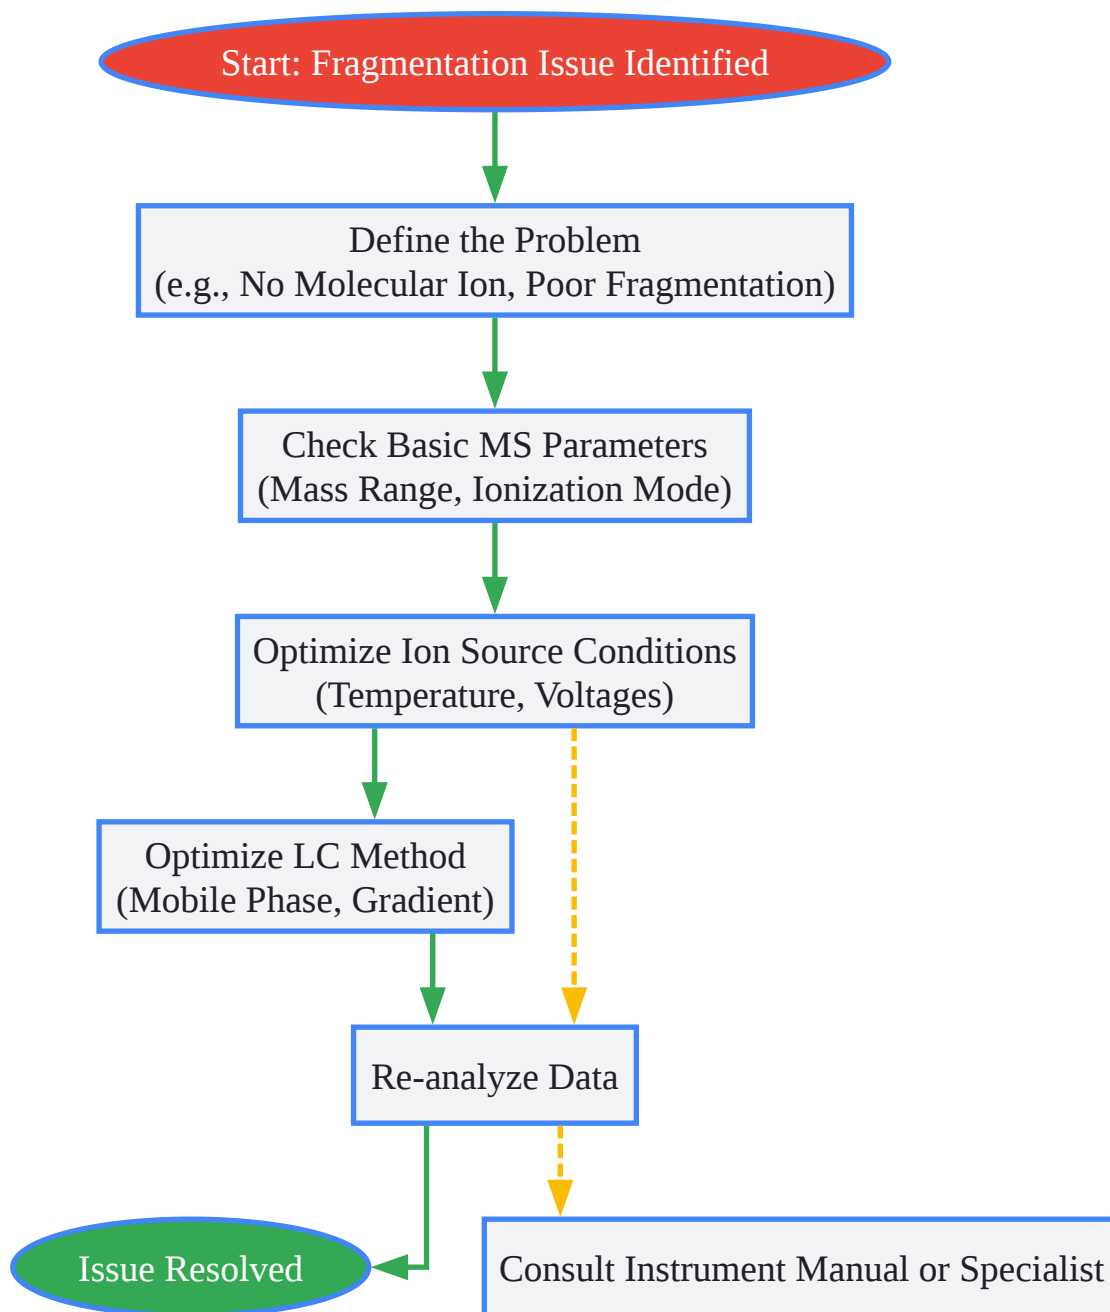 Start: Fragmentation Issue Identified
Define the Problem
(e.g., No Molecular Ion, Poor Fragmentation)
Check Basic MS Parameters
(Mass Range, Ionization Mode)
Optimize Ion Source Conditions
(Temperature, Voltages)
Optimize LC Method
(Mobile Phase, Gradient)
Re-analyze Data
Issue Resolved
Consult Instrument Manual or Specialist